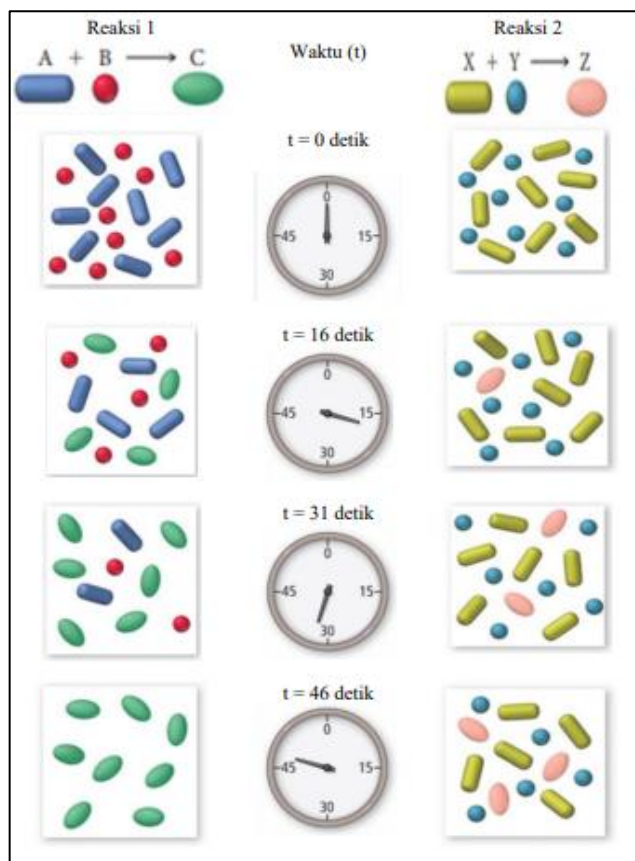 Reaksi 1
Waktu (t)
Reaksi 2
A + B ⟶ C
X + Y ⟶ Z
t = 0 detik
0
45
15
30
t = 16 detik
0
45
15
30
t = 31 detik
0
45
15
30
t = 46 detik
0
45
15
30